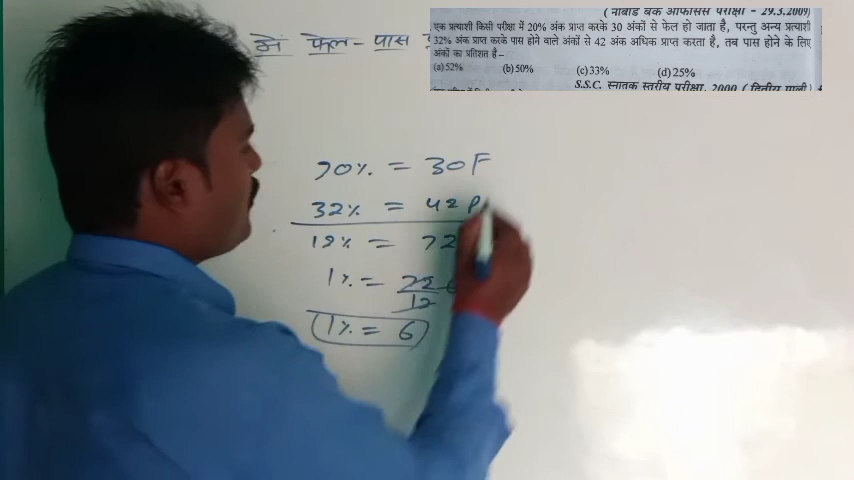 ( नाबार्ड बैंक ऑफिसर्स परीक्षा - 29.3.2009)
एक प्रत्याशी किसी परीक्षा में 20% अंक प्राप्त करके 30 अंकों से फेल हो जाता है, परन्तु अन्य प्रत्याशी
32% अंक प्राप्त करके पास होने वाले अंकों से 42 अंक अधिक प्राप्त करता है, तब पास होने के लिए
अंकों का प्रतिशत है–
(a) 52% (b) 50% (c) 33% (d) 25%
S.S.C. स्नातक स्तरीय परीक्षा, 2000 ( द्वितीय पाली)
में फेल - पास
20% = 30 F
32% = 42 P
12% = 72
1% = 72
12
1% = 6